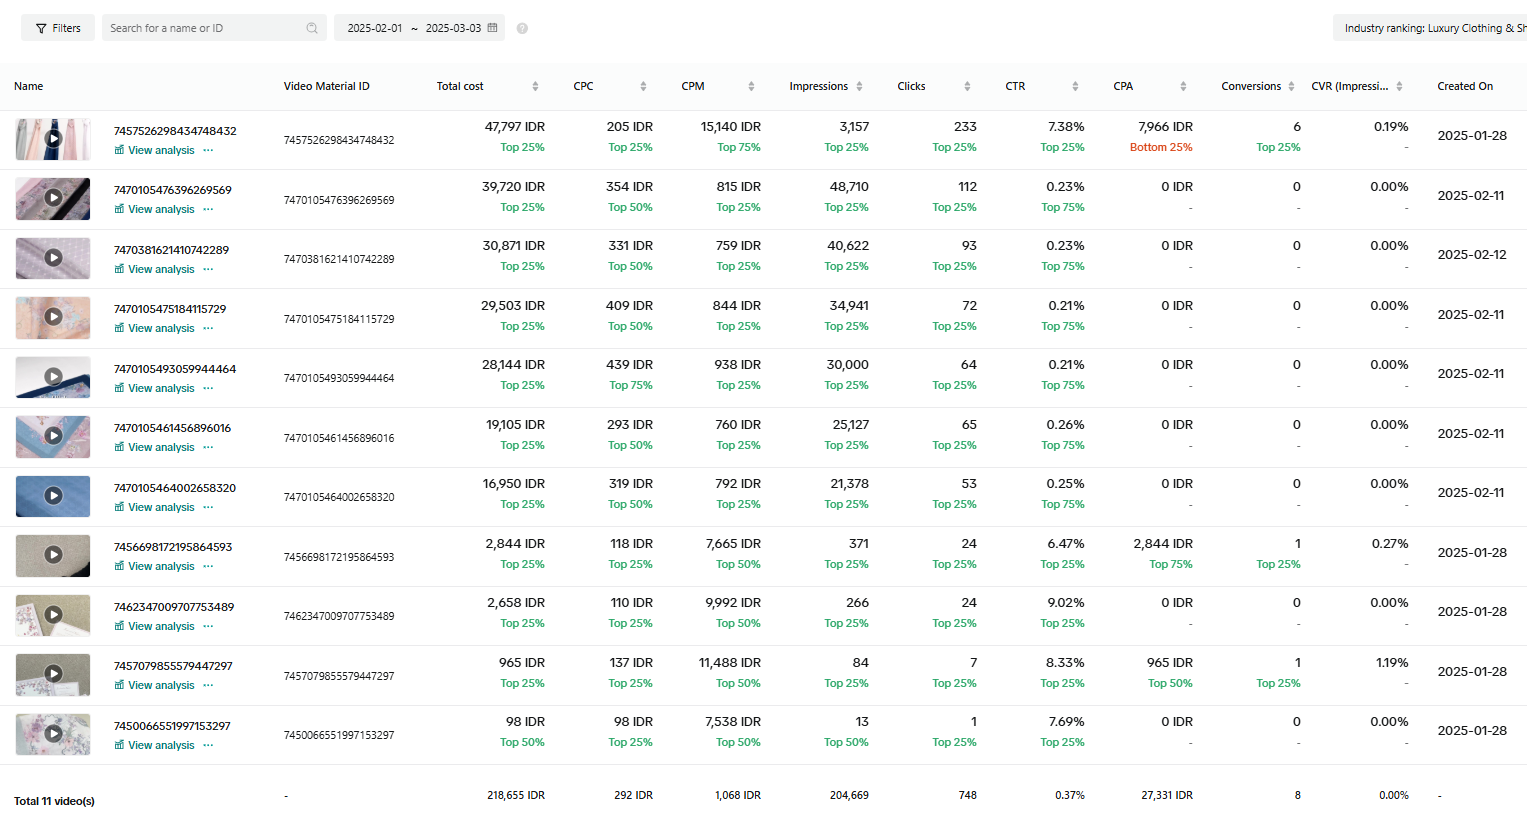 Filters
Search for a name or ID
2025-02-01 ~ 2025-03-03
?
Industry ranking: Luxury Clothing & Sh
Name Video Material ID Total cost CPC CPM Impressions Clicks CTR CPA Conversions CVR (Impressi... Created On
7457526298434748432 7457526298434748432 47,797 IDR 205 IDR 15,140 IDR 3,157 233 7.38% 7,966 IDR 6 0.19% 2025-01-28
View analysis ... Top 25% Top 25% Top 75% Top 25% Top 25% Top 25% Bottom 25% Top 25% -
7470105476396269569 7470105476396269569 39,720 IDR 354 IDR 815 IDR 48,710 112 0.23% 0 IDR 0 0.00% 2025-02-11
View analysis ... Top 25% Top 50% Top 25% Top 25% Top 25% Top 75% - - -
7470381621410742289 7470381621410742289 30,871 IDR 331 IDR 759 IDR 40,622 93 0.23% 0 IDR 0 0.00% 2025-02-12
View analysis ... Top 25% Top 50% Top 25% Top 25% Top 25% Top 75% - - -
7470105475184115729 7470105475184115729 29,503 IDR 409 IDR 844 IDR 34,941 72 0.21% 0 IDR 0 0.00% 2025-02-11
View analysis ... Top 25% Top 50% Top 25% Top 25% Top 25% Top 75% - - -
7470105493059944464 7470105493059944464 28,144 IDR 439 IDR 938 IDR 30,000 64 0.21% 0 IDR 0 0.00% 2025-02-11
View analysis ... Top 25% Top 75% Top 25% Top 25% Top 25% Top 75% - - -
7470105461456896016 7470105461456896016 19,105 IDR 293 IDR 760 IDR 25,127 65 0.26% 0 IDR 0 0.00% 2025-02-11
View analysis ... Top 25% Top 50% Top 25% Top 25% Top 25% Top 75% - - -
7470105464002658320 7470105464002658320 16,950 IDR 319 IDR 792 IDR 21,378 53 0.25% 0 IDR 0 0.00% 2025-02-11
View analysis ... Top 25% Top 50% Top 25% Top 25% Top 25% Top 75% - - -
7456698172195864593 7456698172195864593 2,844 IDR 118 IDR 7,665 IDR 371 24 6.47% 2,844 IDR 1 0.27% 2025-01-28
View analysis ... Top 25% Top 25% Top 50% Top 25% Top 25% Top 25% Top 75% Top 25% -
7462347009707753489 7462347009707753489 2,658 IDR 110 IDR 9,992 IDR 266 24 9.02% 0 IDR 0 0.00% 2025-01-28
View analysis ... Top 25% Top 25% Top 50% Top 25% Top 25% Top 25% - - -
7457079855579447297 7457079855579447297 965 IDR 137 IDR 11,488 IDR 84 7 8.33% 965 IDR 1 1.19% 2025-01-28
View analysis ... Top 25% Top 25% Top 50% Top 25% Top 25% Top 25% Top 50% Top 25% -
7450066551997153297 7450066551997153297 98 IDR 98 IDR 7,538 IDR 13 1 7.69% 0 IDR 0 0.00% 2025-01-28
View analysis ... Top 50% Top 25% Top 50% Top 50% Top 25% Top 25% - - -
Total 11 video(s) - 218,655 IDR 292 IDR 1,068 IDR 204,669 748 0.37% 27,331 IDR 8 0.00% -